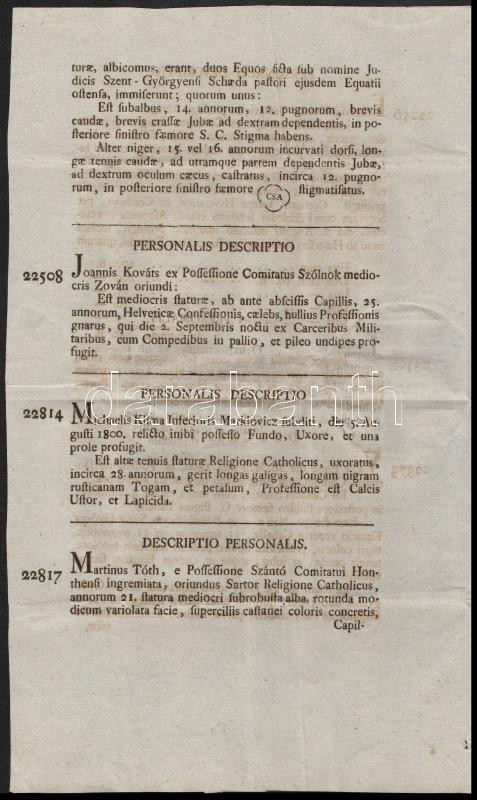 turæ, albicomus, erant, duos Equos ficta sub nomine Ju-
dicis Szent-Györgyensi Scheda pastori ejusdem Equatii
ostensa, immiserunt; quorum unus:
Est subalbus, 14. annorum, 12. pugnorum, brevis
caudæ, brevis crassæ Jubæ ad dextram dependentis, in po-
steriore sinistro fæmore S. C. Stigma habens.
Alter niger, 15. vel 16. annorum incurvati dorsi, lon-
gæ tenuis caudæ, ad utramque partem dependentis Jubæ,
ad dextrum oculum cæcus, castratus, incirca 12. pugno-
rum, in posteriore sinistro fæmore CSA stigmatisatus.
PERSONALIS DESCRIPTIO
22508 Joannis Kováts ex Possessione Comitatus Szólnok medio-
cris Zován oriundi:
Est mediocris staturæ, ab ante abscissis Capillis, 25.
annorum, Helveticæ Confessionis, cælebs, nullius Professionis
gnarus, qui die 2. Septembris noctu ex Carceribus Mili-
taribus, cum Compedibus in pallio, et pileo undipes pro-
fugit.
darabanth
PERSONALIS DESCRIPTIO
22814 Michaelis Klima Inferioris Markiovicz incoliti, die 5. Au-
gusti 1800. relicto inibi possesso Fundo, Uxore, et una
prole profugit.
Est altæ tenuis staturæ Religione Catholicus, uxoratus,
incirca 28. annorum, gerit longas galigas, longam nigram
rusticanam Togam, et petasum, Professione est Calcis
Ustor, et Lapicida.
DESCRIPTIO PERSONALIS.
22817 Martinus Tóth, e Possessione Szántó Comitatui Hon-
thensi ingremiata, oriundus Sartor Religione Catholicus,
annorum 21. statura mediocri subrobusta alba, rotunda mo-
dicum variolata facie, superciliis castanei coloris concretis,
Capil-